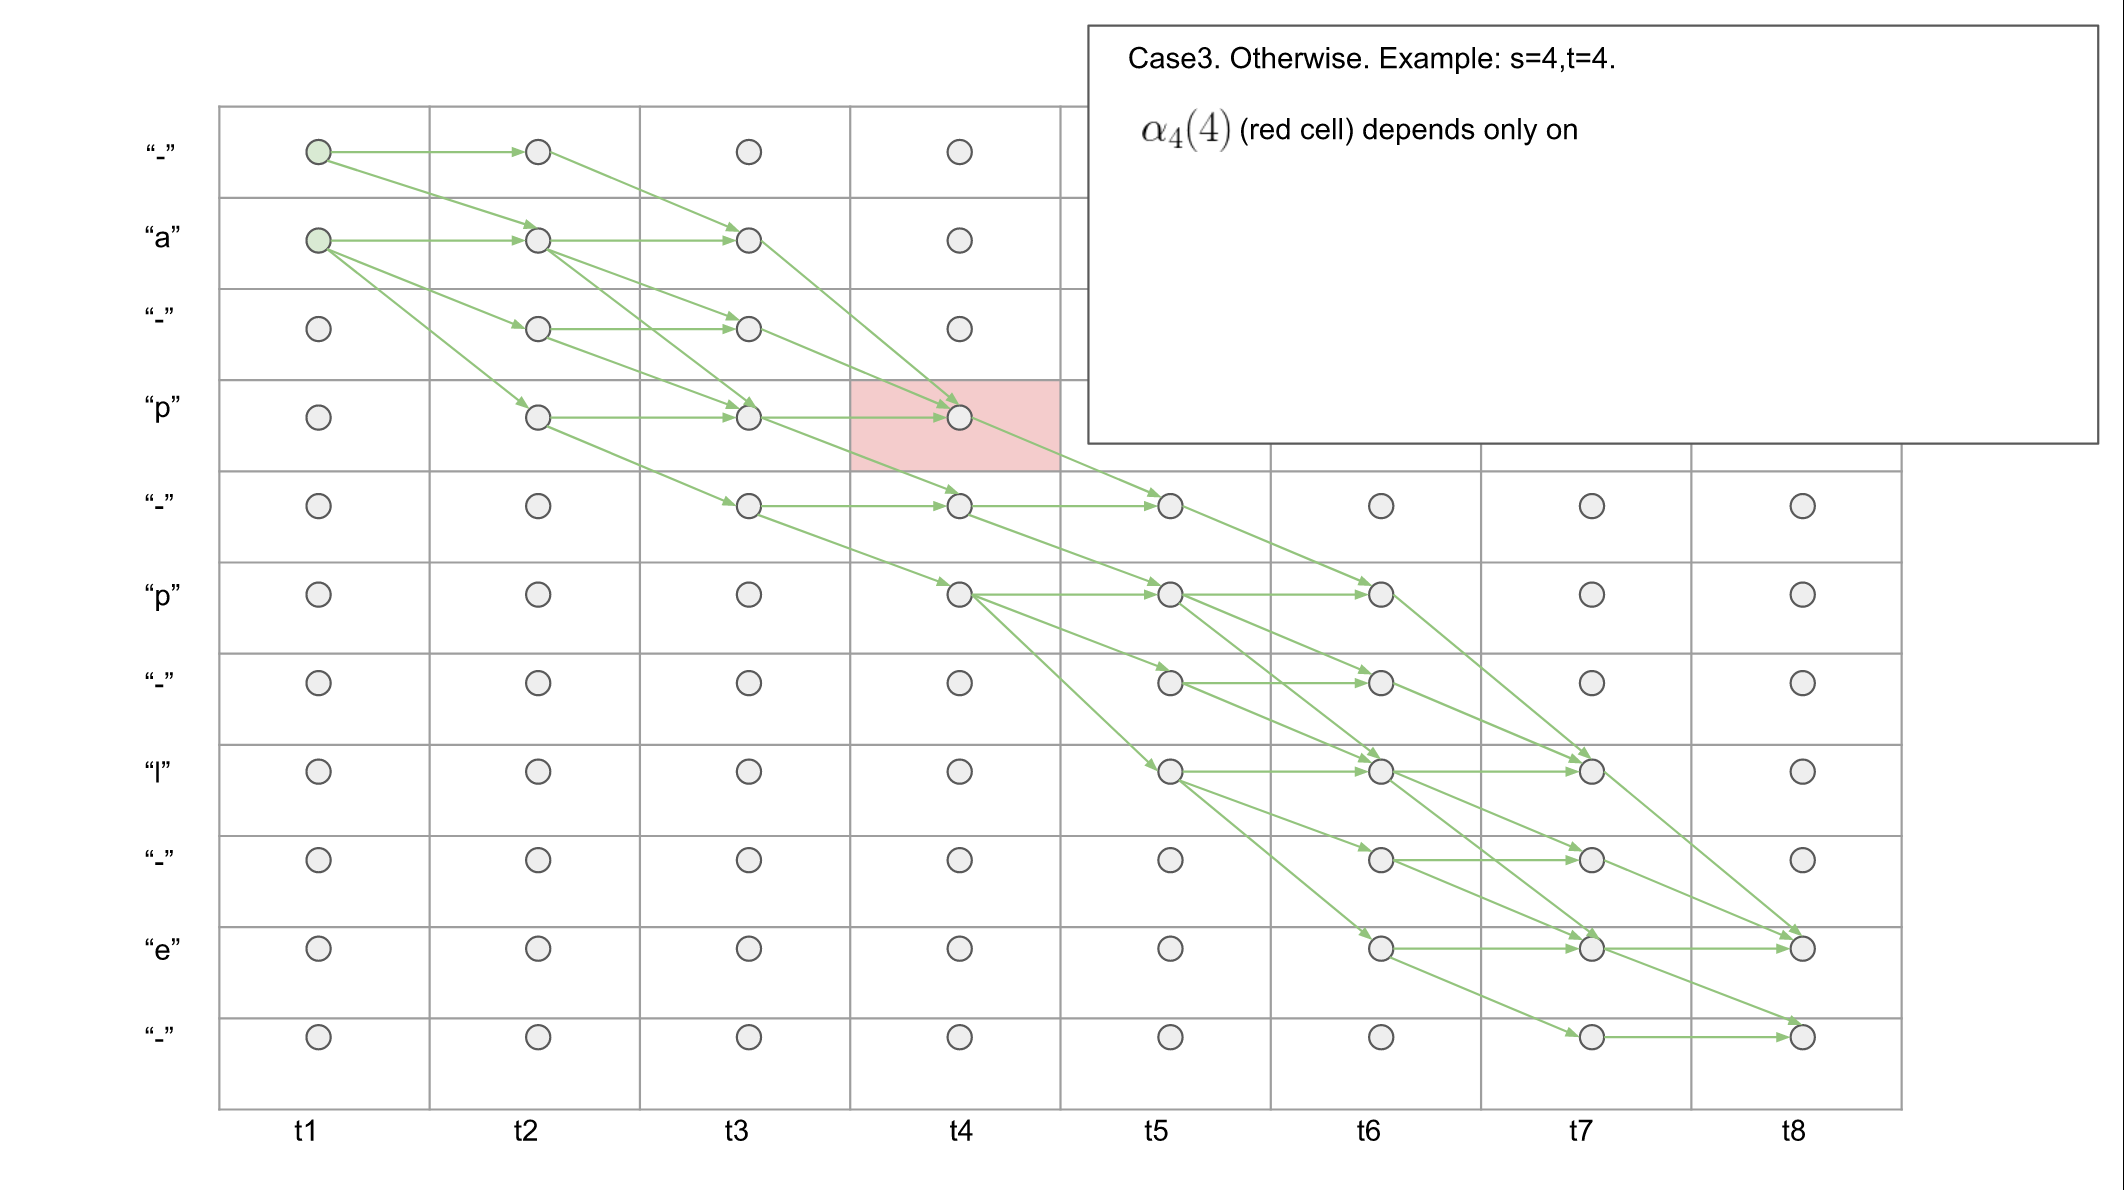 Case3. Otherwise. Example: s=4,t=4.
α₄(4) (red cell) depends only on
“-”
“a”
“-”
“p”
“-”
“p”
“-”
“l”
“-”
“e”
“-”
t1 t2 t3 t4 t5 t6 t7 t8